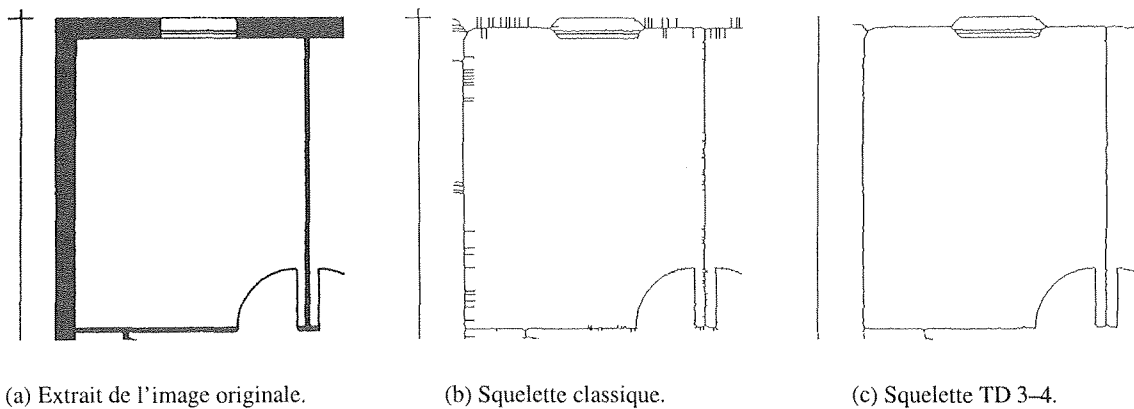 (a) Extrait de l'image originale. (b) Squelette classique. (c) Squelette TD 3–4.